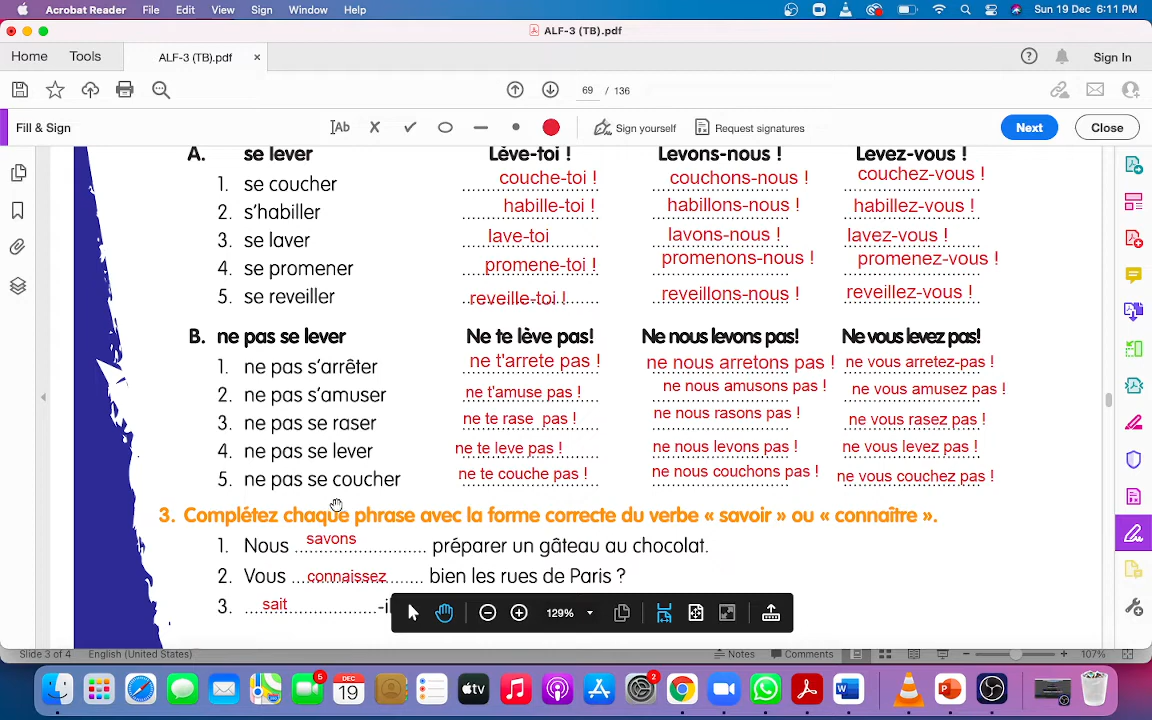 Acrobat Reader File Edit View Sign Window Help Sun 19 Dec 6:11 PM
ALF-3 (TB).pdf
Home Tools ALF-3 (TB).pdf × Sign In
69 / 136
Fill & Sign Ab Sign yourself Request signatures Next Close
A. se lever Lève-toi ! Levons-nous ! Levez-vous !
1. se coucher couche-toi ! couchons-nous ! couchez-vous !
2. s'habiller habille-toi ! habillons-nous ! habillez-vous !
3. se laver lave-toi lavons-nous ! lavez-vous !
4. se promener promene-toi ! promenons-nous ! promenez-vous !
5. se reveiller reveille-toi ! reveillons-nous ! reveillez-vous !
B. ne pas se lever Ne te lève pas! Ne nous levons pas! Ne vous levez pas!
1. ne pas s'arrêter ne t'arrete pas ! ne nous arretons pas ! ne vous arretez-pas !
2. ne pas s'amuser ne t'amuse pas ! ne nous amusons pas ! ne vous amusez pas !
3. ne pas se raser ne te rase pas ! ne nous rasons pas ! ne vous rasez pas !
4. ne pas se lever ne te leve pas ! ne nous levons pas ! ne vous levez pas !
5. ne pas se coucher ne te couche pas ! ne nous couchons pas ! ne vous couchez pas !
3. Complétez chaque phrase avec la forme correcte du verbe « savoir » ou « connaître ».
1. Nous savons préparer un gâteau au chocolat.
2. Vous connaissez bien les rues de Paris ?
3. sait
129%
Slide 3 of 4 English (United States) Notes Comments 107%
5 DEC 19 tv 2 W P